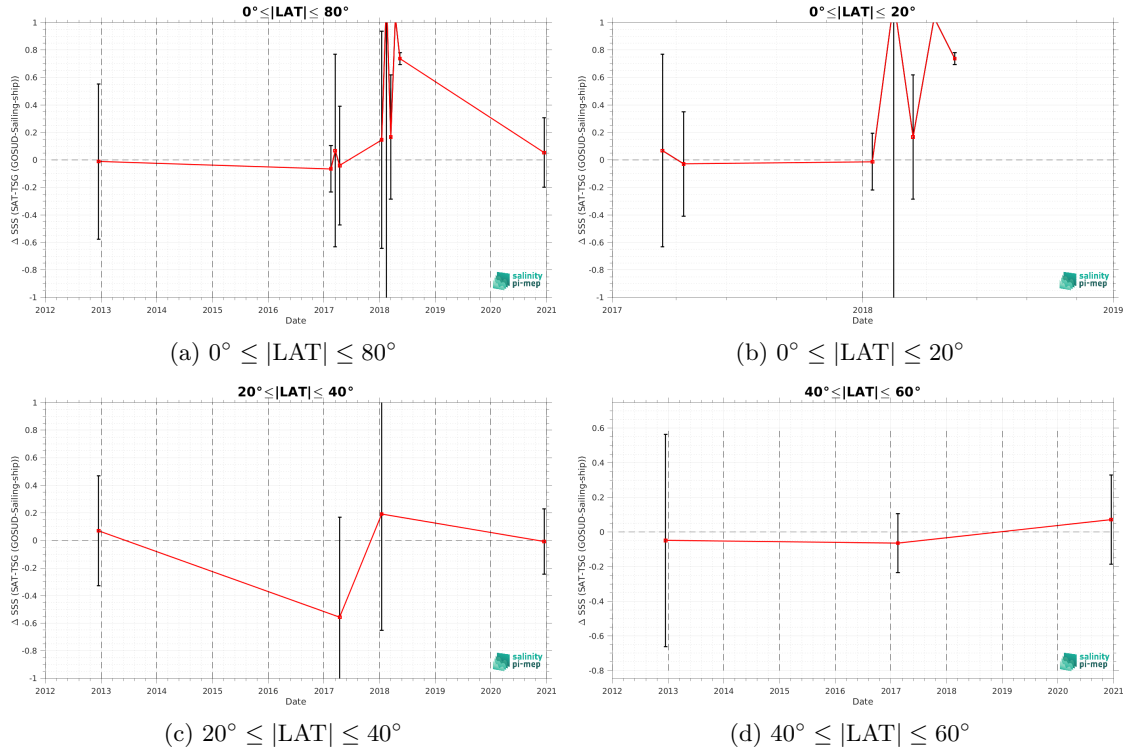 0°≤|LAT|≤ 80°
Δ SSS (SAT-TSG (GOSUD-Sailing-ship))
1
0.8
0.6
0.4
0.2
0
-0.2
-0.4
-0.6
-0.8
-1
2012 2013 2014 2015 2016 2017 2018 2019 2020 2021
Date
salinity
pi-mep
(a) 0° ≤ |LAT| ≤ 80°
0°≤|LAT|≤ 20°
Δ SSS (SAT-TSG (GOSUD-Sailing-ship))
1
0.8
0.6
0.4
0.2
0
-0.2
-0.4
-0.6
-0.8
-1
2017 2018 2019
Date
salinity
pi-mep
(b) 0° ≤ |LAT| ≤ 20°
20°≤|LAT|≤ 40°
Δ SSS (SAT-TSG (GOSUD-Sailing-ship))
1
0.8
0.6
0.4
0.2
0
-0.2
-0.4
-0.6
-0.8
-1
2012 2013 2014 2015 2016 2017 2018 2019 2020 2021
Date
salinity
pi-mep
(c) 20° ≤ |LAT| ≤ 40°
40°≤|LAT|≤ 60°
Δ SSS (SAT-TSG (GOSUD-Sailing-ship))
0.6
0.4
0.2
0
-0.2
-0.4
-0.6
-0.8
2012 2013 2014 2015 2016 2017 2018 2019 2020 2021
Date
salinity
pi-mep
(d) 40° ≤ |LAT| ≤ 60°